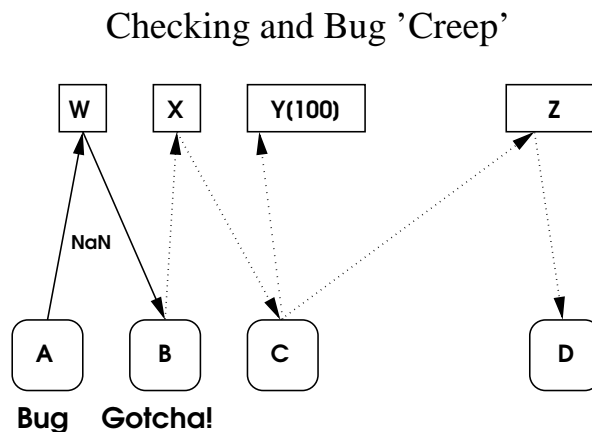 Checking and Bug ’Creep’
W X Y(100) Z
NaN
A B C D
Bug Gotcha!